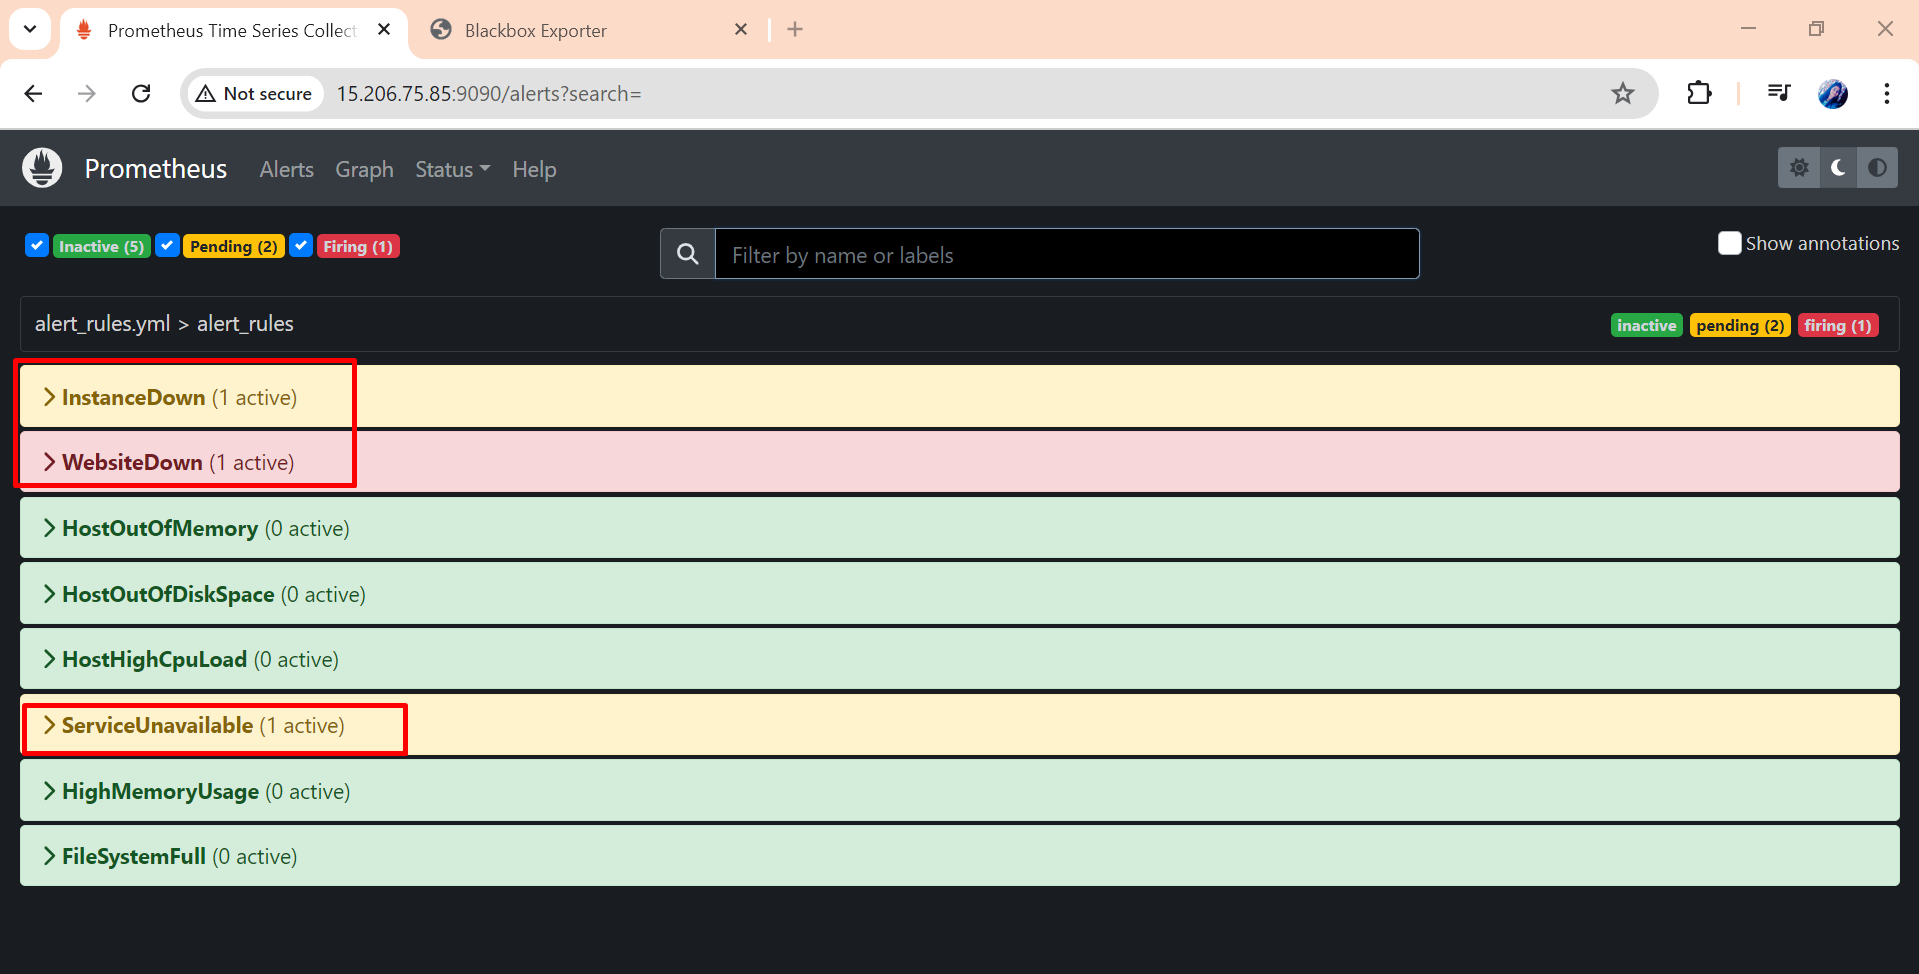 Prometheus Time Series Collect
Blackbox Exporter
Not secure
15.206.75.85:9090/alerts?search=
Prometheus Alerts Graph Status Help
Inactive (5) Pending (2) Firing (1)
Filter by name or labels
Show annotations
alert_rules.yml > alert_rules
inactive pending (2) firing (1)
InstanceDown (1 active)
WebsiteDown (1 active)
HostOutOfMemory (0 active)
HostOutOfDiskSpace (0 active)
HostHighCpuLoad (0 active)
ServiceUnavailable (1 active)
HighMemoryUsage (0 active)
FileSystemFull (0 active)